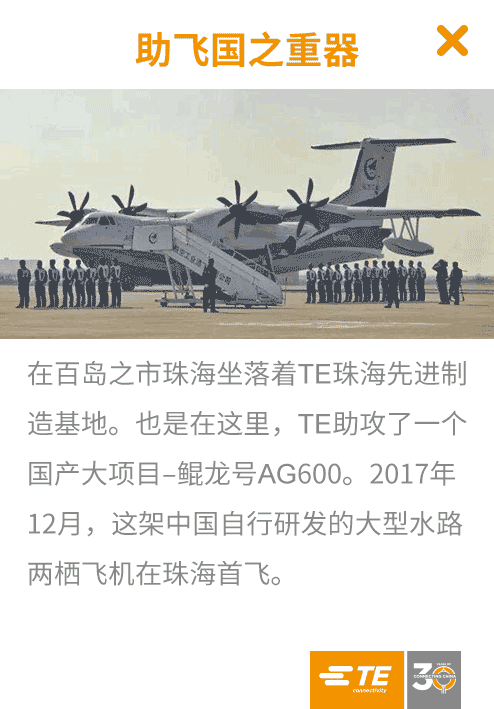 助飞国之重器
在百岛之市珠海坐落着TE珠海先进制
造基地。也是在这里，TE助攻了一个
国产大项目–鲲龙号AG600。2017年
12月，这架中国自行研发的大型水路
两栖飞机在珠海首飞。
TE
connectivity
30
YEARS OF
CONNECTING CHINA